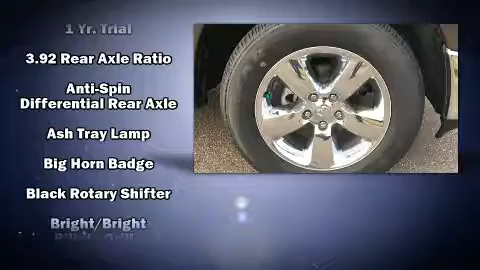 1 Yr. Trial
3.92 Rear Axle Ratio
Anti-Spin
Differential Rear Axle
Ash Tray Lamp
Big Horn Badge
Black Rotary Shifter
Bright/Bright